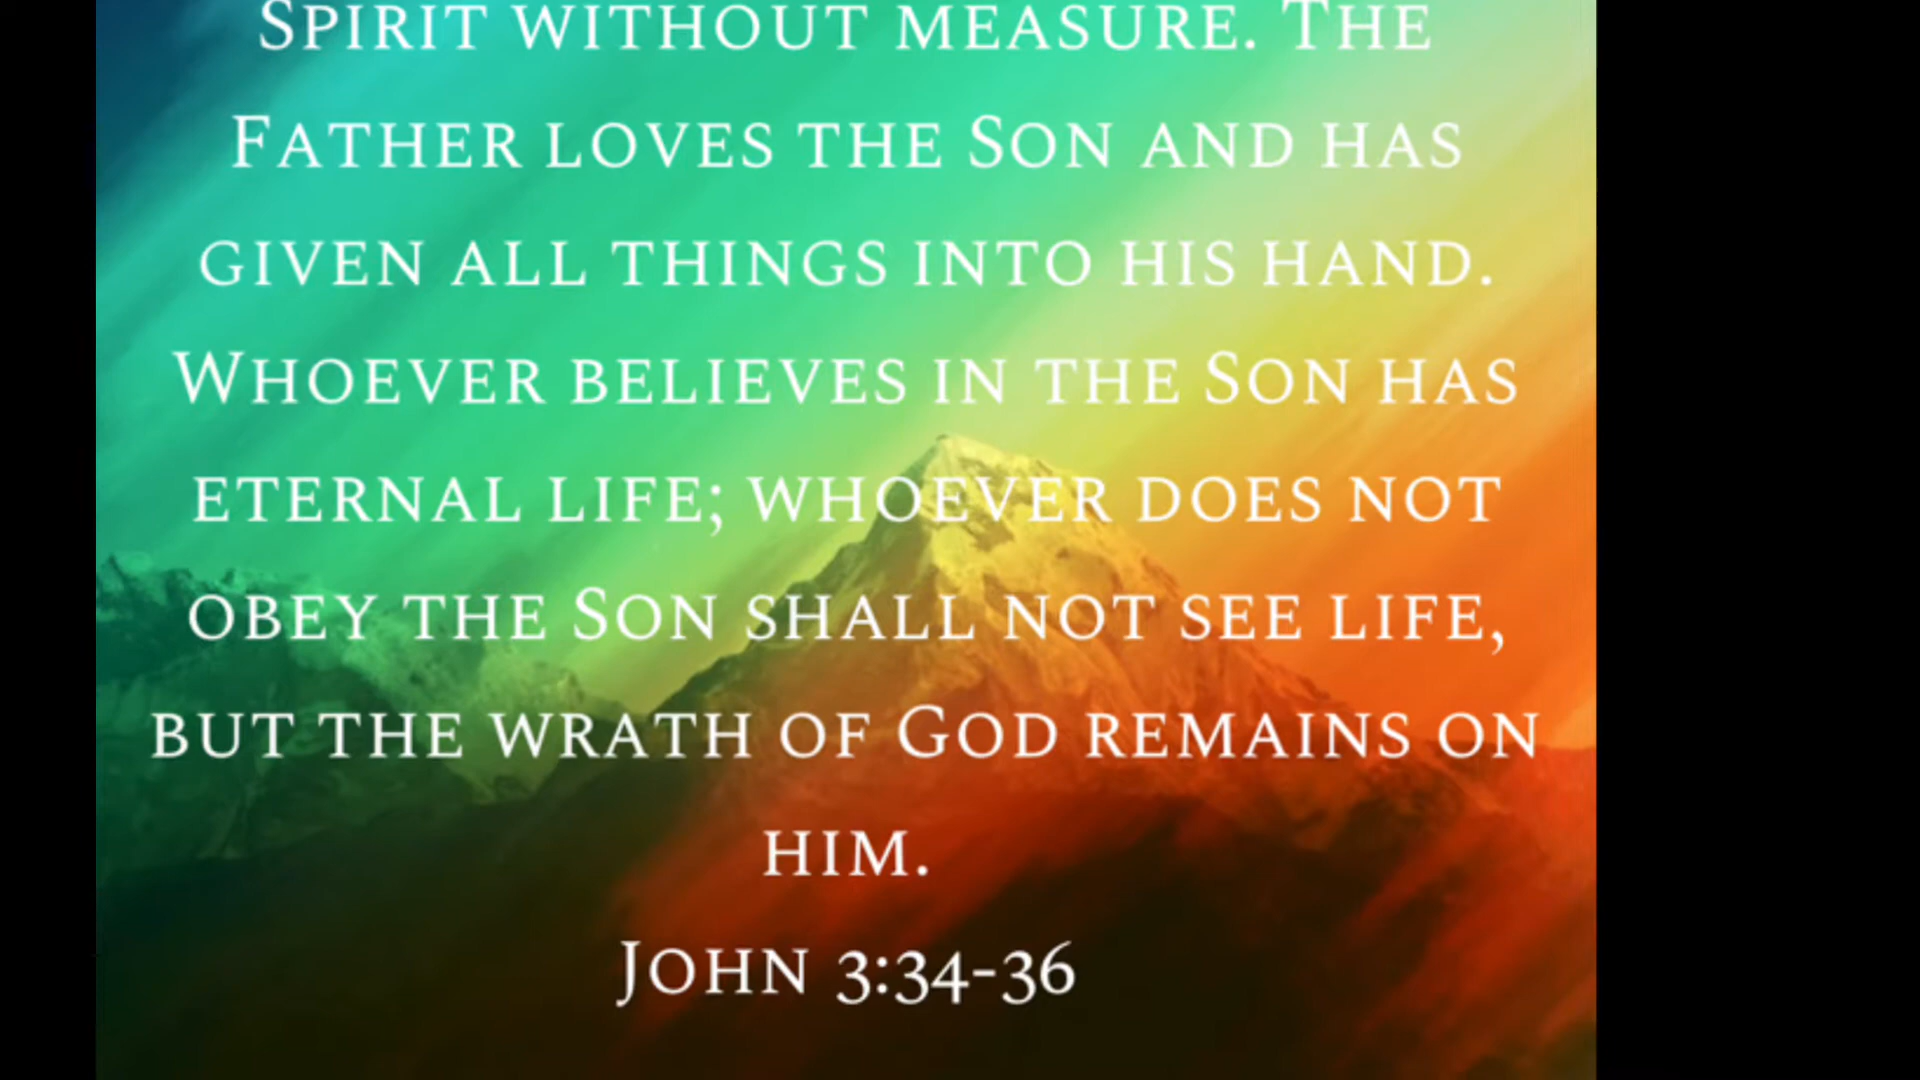 Spirit without measure. The
Father loves the Son and has
given all things into his hand.
Whoever believes in the Son has
eternal life; whoever does not
obey the Son shall not see life,
but the wrath of God remains on
him.
John 3:34-36